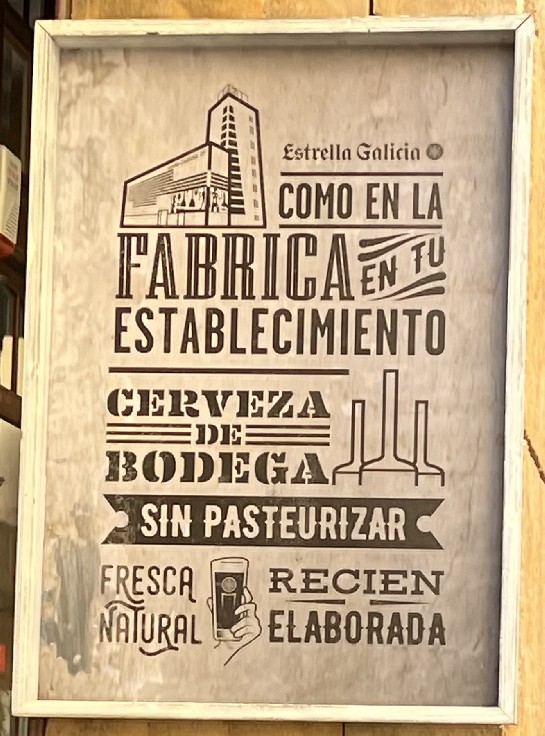 Estrella Galicia
COMO EN LA
FABRICA EN TU
ESTABLECIMIENTO
CERVEZA
DE
BODEGA
SIN PASTEURIZAR
FRESCA
NATURAL
RECIEN
ELABORADA